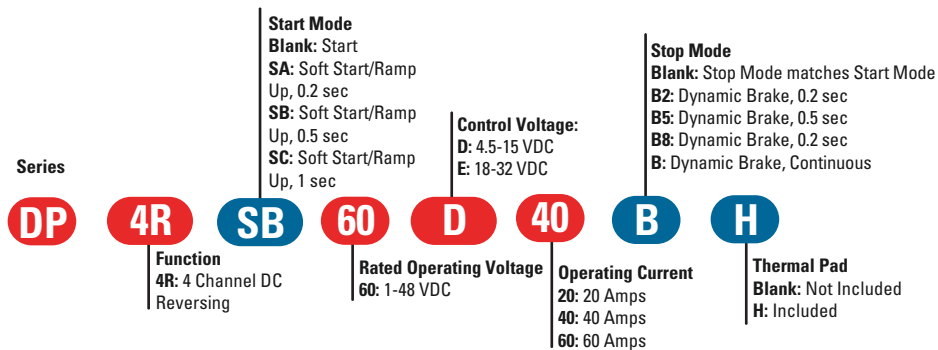 Start Mode
Blank: Start
SA: Soft Start/Ramp
Up, 0.2 sec
SB: Soft Start/Ramp
Up, 0.5 sec
SC: Soft Start/Ramp
Up, 1 sec
Control Voltage:
D: 4.5-15 VDC
E: 18-32 VDC
Stop Mode
Blank: Stop Mode matches Start Mode
B2: Dynamic Brake, 0.2 sec
B5: Dynamic Brake, 0.5 sec
B8: Dynamic Brake, 0.2 sec
B: Dynamic Brake, Continuous
Series
DP 4R SB 60 D 40 B H
Function
4R: 4 Channel DC
Reversing
Rated Operating Voltage
60: 1-48 VDC
Operating Current
20: 20 Amps
40: 40 Amps
60: 60 Amps
Thermal Pad
Blank: Not Included
H: Included